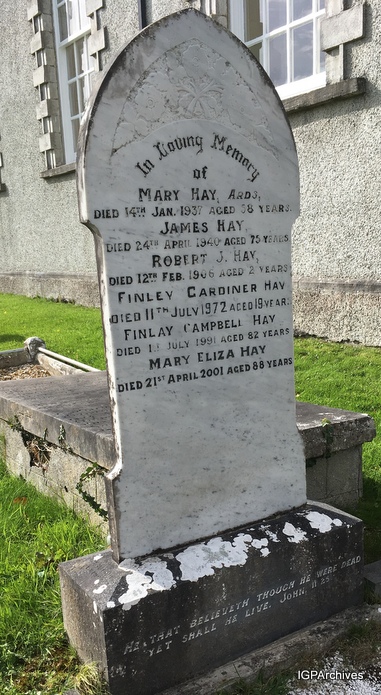 In Loving Memory
of
MARY HAY, ARDS,
DIED 14TH JAN. 1937 AGED 38 YEARS.
JAMES HAY,
DIED 24TH APRIL 1940 AGED 75 YEARS
ROBERT J. HAY,
DIED 12TH FEB. 1906 AGED 2 YEARS
FINLEY GARDINER HAY
DIED 11TH JULY 1972 AGED 19 YEARS
FINLAY CAMPBELL HAY
DIED JULY 1991 AGED 82 YEARS
MARY ELIZA HAY
DIED 21ST APRIL 2001 AGED 88 YEARS
HE THAT BELIEVETH THOUGH HE WERE DEAD
YET SHALL HE LIVE. JOHN, 11.25
IGPArchives